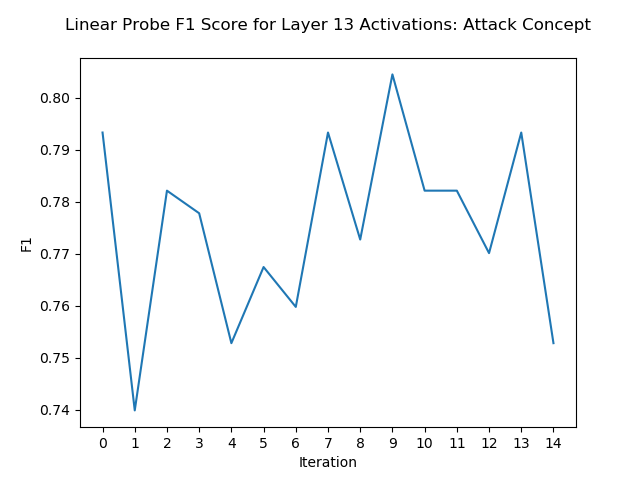 Linear Probe F1 Score for Layer 13 Activations: Attack Concept
0.80
0.79
0.78
0.77
0.76
0.75
0.74
F1
0 1 2 3 4 5 6 7 8 9 10 11 12 13 14
Iteration